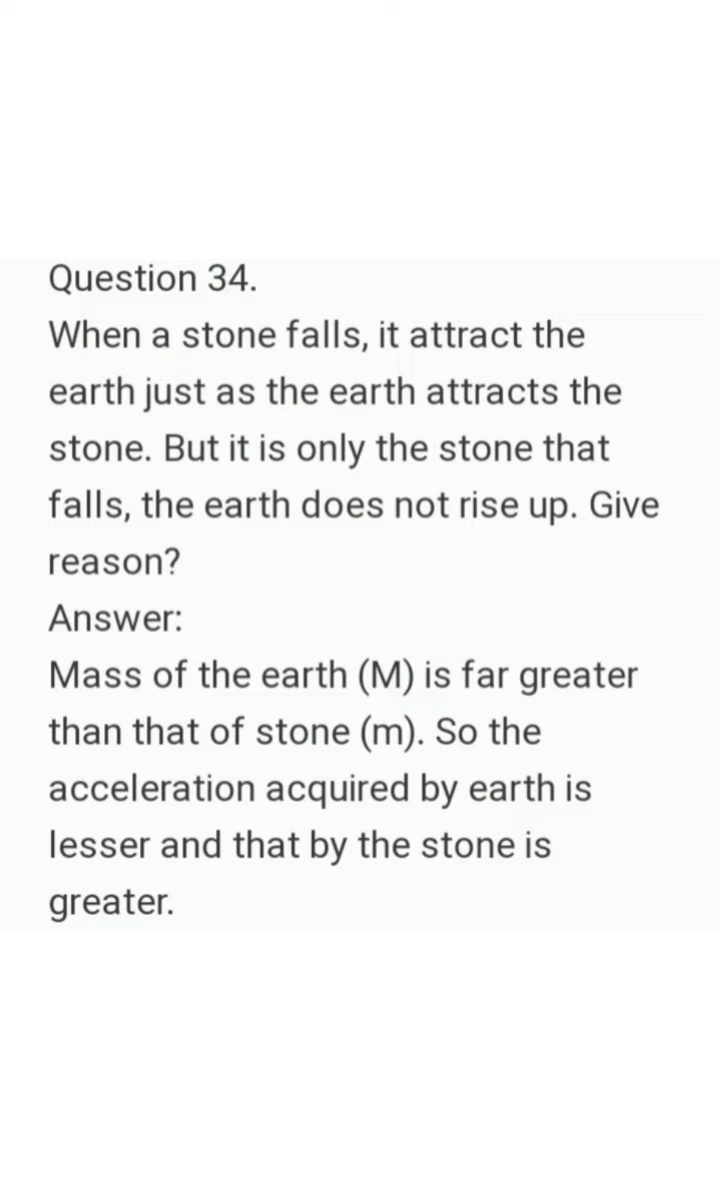 Question 34.
When a stone falls, it attract the
earth just as the earth attracts the
stone. But it is only the stone that
falls, the earth does not rise up. Give
reason?
Answer:
Mass of the earth (M) is far greater
than that of stone (m). So the
acceleration acquired by earth is
lesser and that by the stone is
greater.